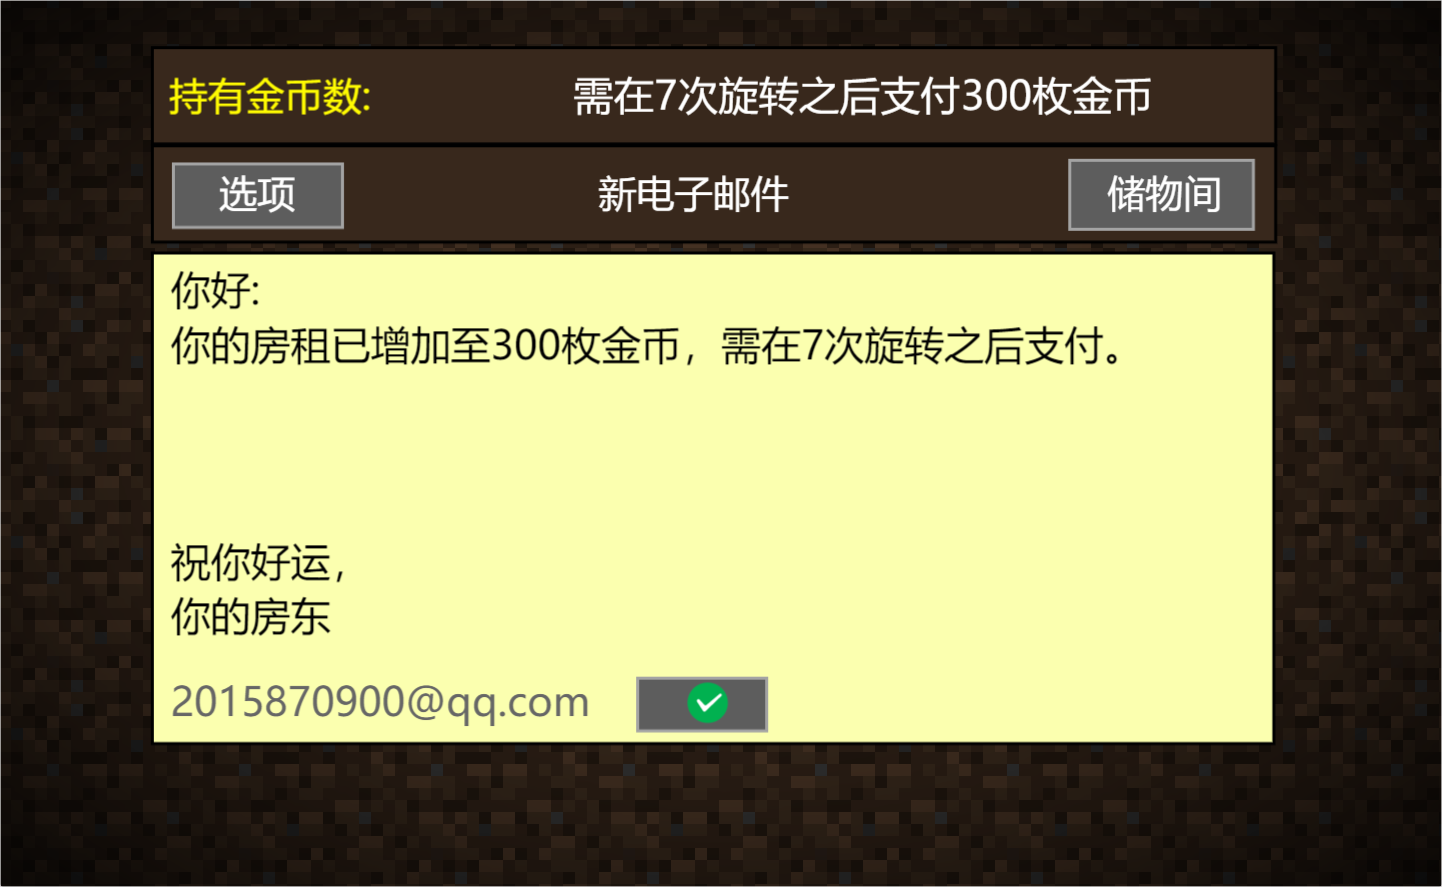 持有金币数:
需在7次旋转之后支付300枚金币
选项
新电子邮件
储物间
你好:
你的房租已增加至300枚金币，需在7次旋转之后支付。
祝你好运，
你的房东
2015870900@qq.com